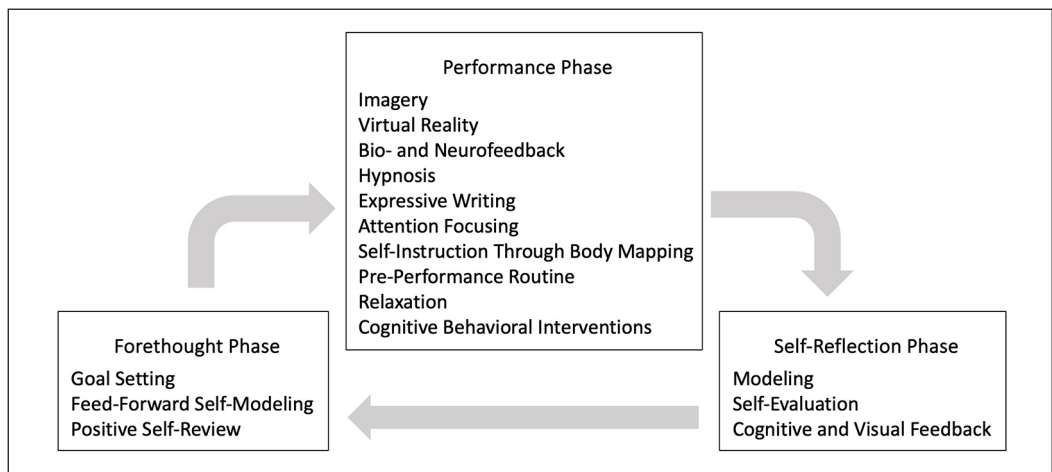 Performance Phase
Imagery
Virtual Reality
Bio- and Neurofeedback
Hypnosis
Expressive Writing
Attention Focusing
Self-Instruction Through Body Mapping
Pre-Performance Routine
Relaxation
Cognitive Behavioral Interventions
Forethought Phase
Goal Setting
Feed-Forward Self-Modeling
Positive Self-Review
Self-Reflection Phase
Modeling
Self-Evaluation
Cognitive and Visual Feedback